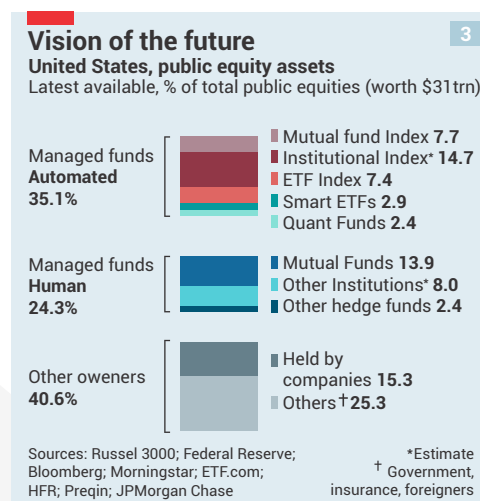 3
Vision of the future
United States, public equity assets
Latest available, % of total public equities (worth $31trn)
Managed funds
Automated
35.1%
Mutual fund Index 7.7
Institutional Index* 14.7
ETF Index 7.4
Smart ETFs 2.9
Quant Funds 2.4
Managed funds
Human
24.3%
Mutual Funds 13.9
Other Institutions* 8.0
Other hedge funds 2.4
Other oweners
40.6%
Held by
companies 15.3
Others† 25.3
Sources: Russel 3000; Federal Reserve;
Bloomberg; Morningstar; ETF.com;
HFR; Preqin; JPMorgan Chase
*Estimate
† Government,
insurance, foreigners